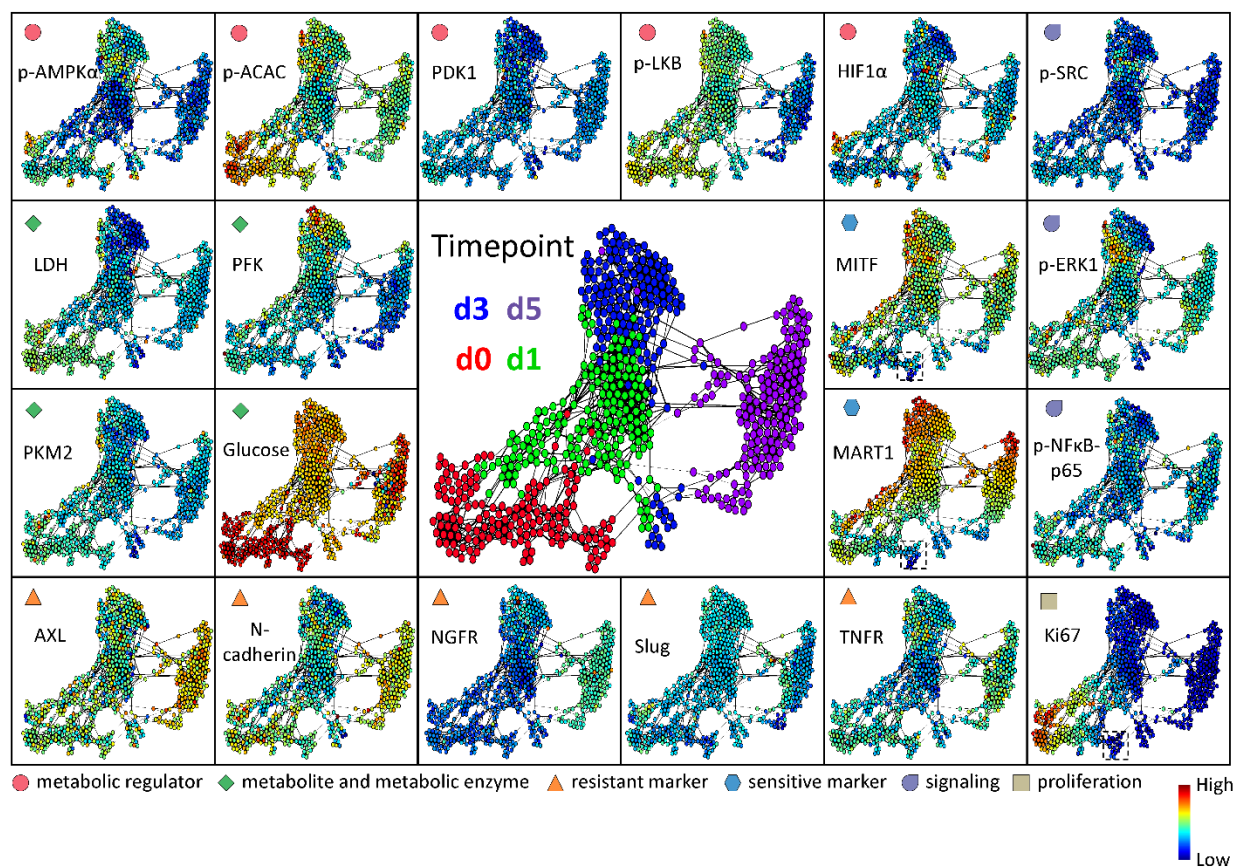 p-AMPKα
p-ACAC
PDK1
p-LKB
HIF1α
p-SRC
LDH
PFK
Timepoint
d3 d5
d0 d1
MITF
p-ERK1
PKM2
Glucose
MART1
p-NFκB-
p65
AXL
N-
cadherin
NGFR
Slug
TNFR
Ki67
metabolic regulator
metabolite and metabolic enzyme
resistant marker
sensitive marker
signaling
proliferation
High
Low